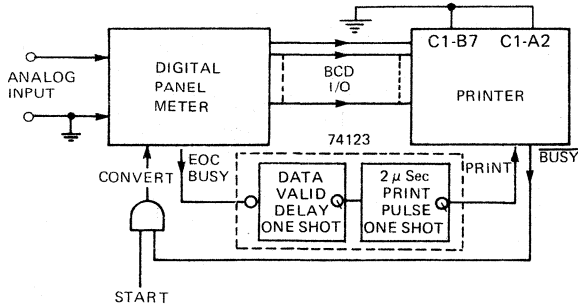 C1-B7 C1-A2
ANALOG
INPUT
DIGITAL
PANEL
METER
BCD
I/O
PRINTER
74123
EOC
BUSY
CONVERT
DATA
VALID
DELAY
ONE SHOT
2 μ Sec
PRINT
PULSE
ONE SHOT
PRINT
BUSY
START